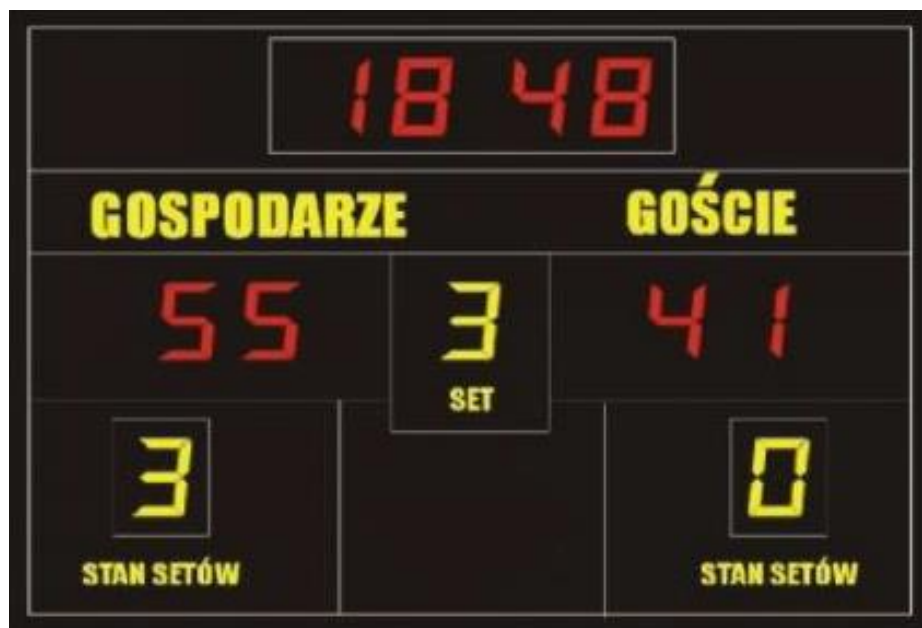 18 48
GOSPODARZE GOŚCIE
55 3 41
SET
3 0
STAN SETÓW STAN SETÓW